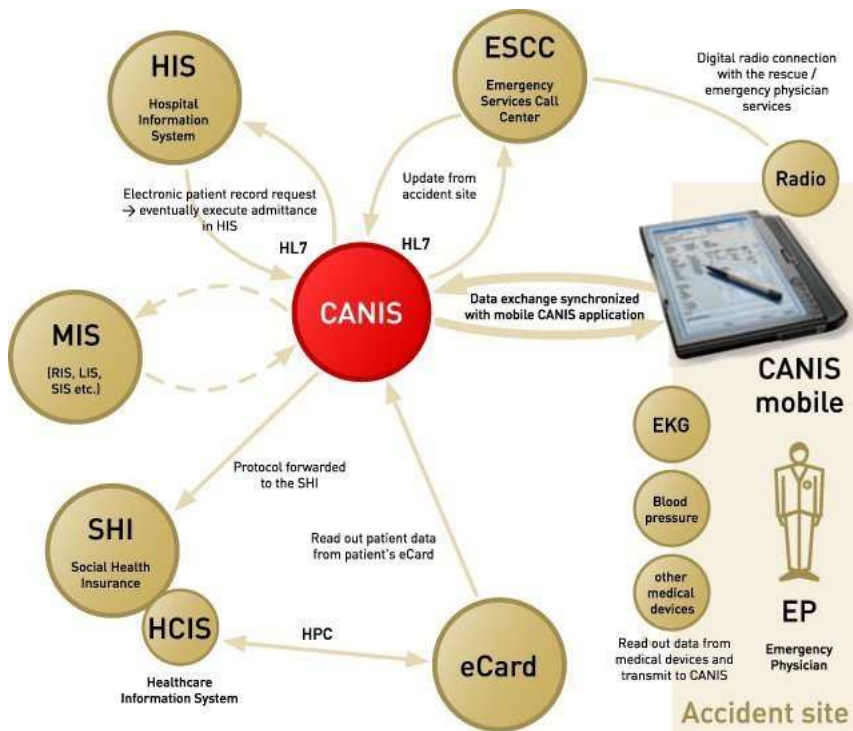 HIS
Hospital
Information
System
ESCC
Emergency
Services Call
Center
Digital radio connection
with the rescue /
emergency physician
services
Radio
Electronic patient record request
→ eventually execute admittance
in HIS
Update from
accident site
HL7
HL7
CANIS
Data exchange synchronized
with mobile CANIS application
MIS
(RIS, LIS,
SIS etc.)
CANIS
mobile
EKG
Blood
pressure
other
medical
devices
Read out data from
medical devices and
transmit to CANIS
EP
Emergency
Physician
Accident site
Protocol forwarded
to the SHI
SHI
Social Health
Insurance
Read out patient data
from patient's eCard
HCIS
Healthcare
Information System
HPC
eCard